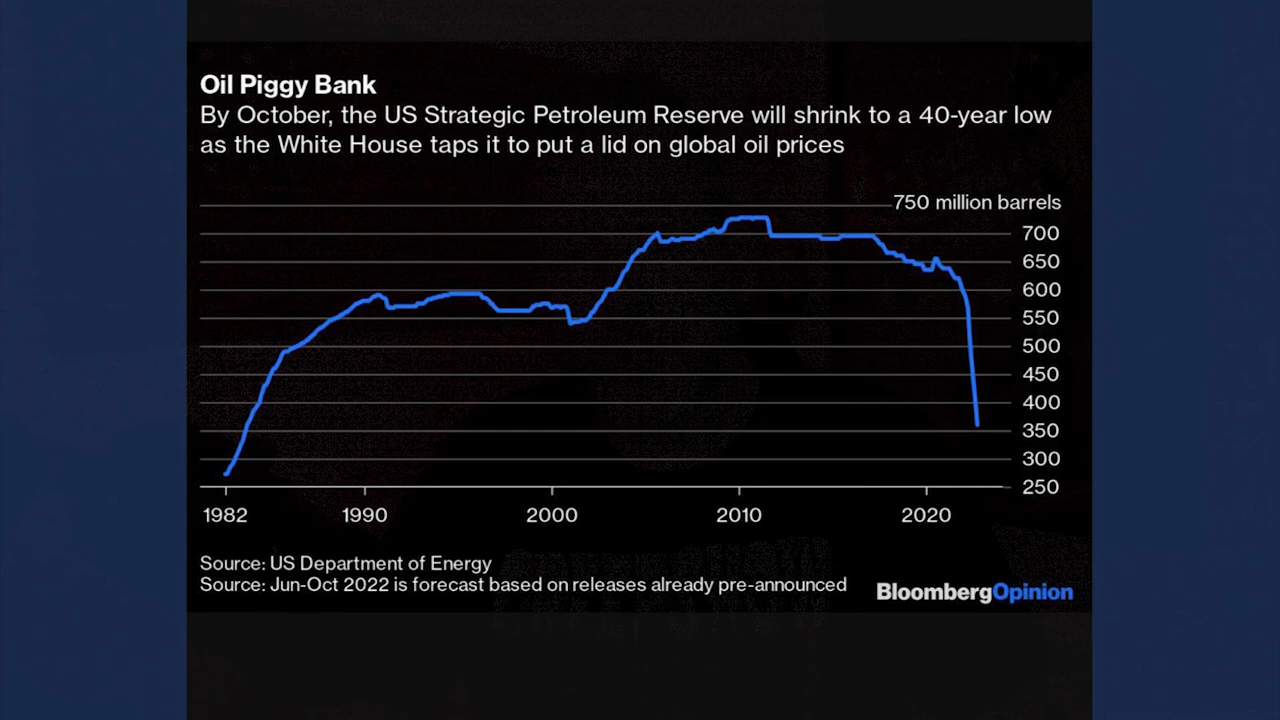 Oil Piggy Bank
By October, the US Strategic Petroleum Reserve will shrink to a 40-year low
as the White House taps it to put a lid on global oil prices
750 million barrels
700
650
600
550
500
450
400
350
300
250
1982 1990 2000 2010 2020
Source: US Department of Energy
Source: Jun-Oct 2022 is forecast based on releases already pre-announced
BloombergOpinion